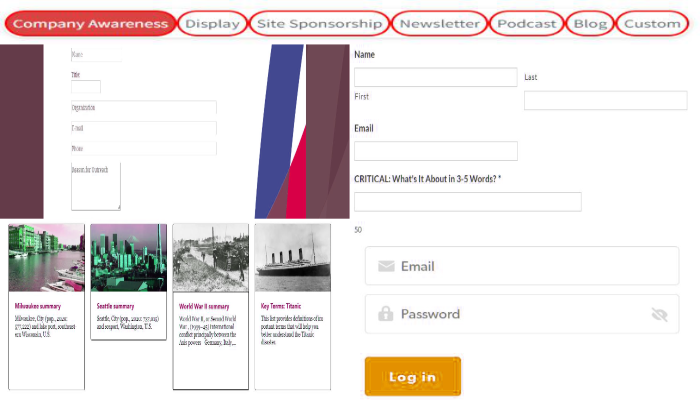 Company Awareness Display Site Sponsorship Newsletter Podcast Blog Custom
Name
Title
Organization
E-mail
Phone
Reason for Outreach
Name
First
Last
Email
CRITICAL: What's It About in 3-5 Words? *
50
Email
Password
Log in
Milwaukee summary
Milwaukee, City (pop., 2020:
577,222) and lake port, southeast-
ern Wisconsin, U.S.
Seattle summary
Seattle, City (pop., 2020: 737,015)
and seaport, Washington, U.S.
World War II summary
World War II, or Second World
War , (1939–45) International
conflict principally between the
Axis powers Germany, Italy,...
Key Terms: Titanic
This list provides definitions of im
portant terms that will help you
better understand the Titanic
disaster.